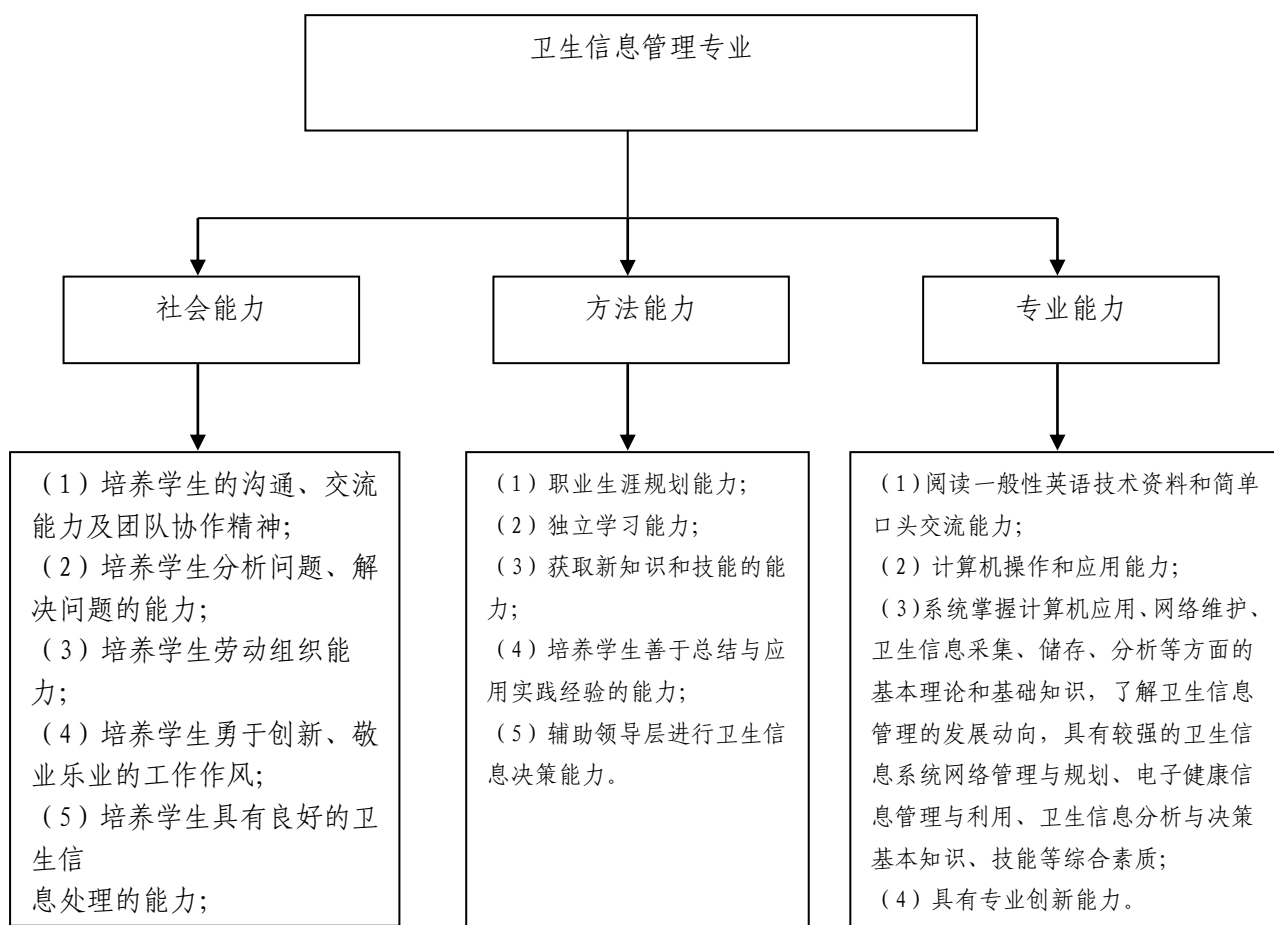 卫生信息管理专业
社会能力
方法能力
专业能力
（1）培养学生的沟通、交流
能力及团队协作精神；
（2）培养学生分析问题、解
决问题的能力；
（3）培养学生劳动组织能
力；
（4）培养学生勇于创新、敬
业乐业的工作作风；
（5）培养学生具有良好的卫
生信
息处理的能力；
（1）职业生涯规划能力；
（2）独立学习能力；
（3）获取新知识和技能的能
力；
（4）培养学生善于总结与应
用实践经验的能力；
（5）辅助领导层进行卫生信
息决策能力。
（1）阅读一般性英语技术资料和简单
口头交流能力；
（2）计算机操作和应用能力；
（3）系统掌握计算机应用、网络维护、
卫生信息采集、储存、分析等方面的
基本理论和基础知识，了解卫生信息
管理的发展动向，具有较强的卫生信
息系统网络管理与规划、电子健康信
息管理与利用、卫生信息分析与决策
基本知识、技能等综合素质；
（4）具有专业创新能力。